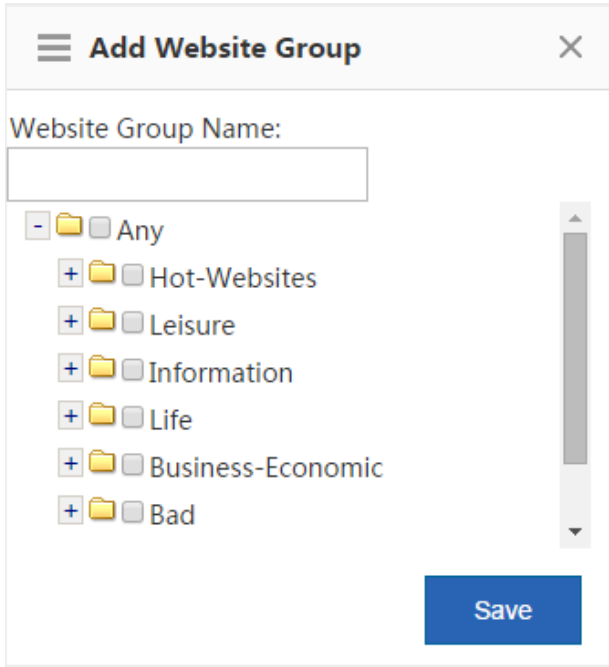 Add Website Group
Website Group Name:
Any
Hot-Websites
Leisure
Information
Life
Business-Economic
Bad
Save